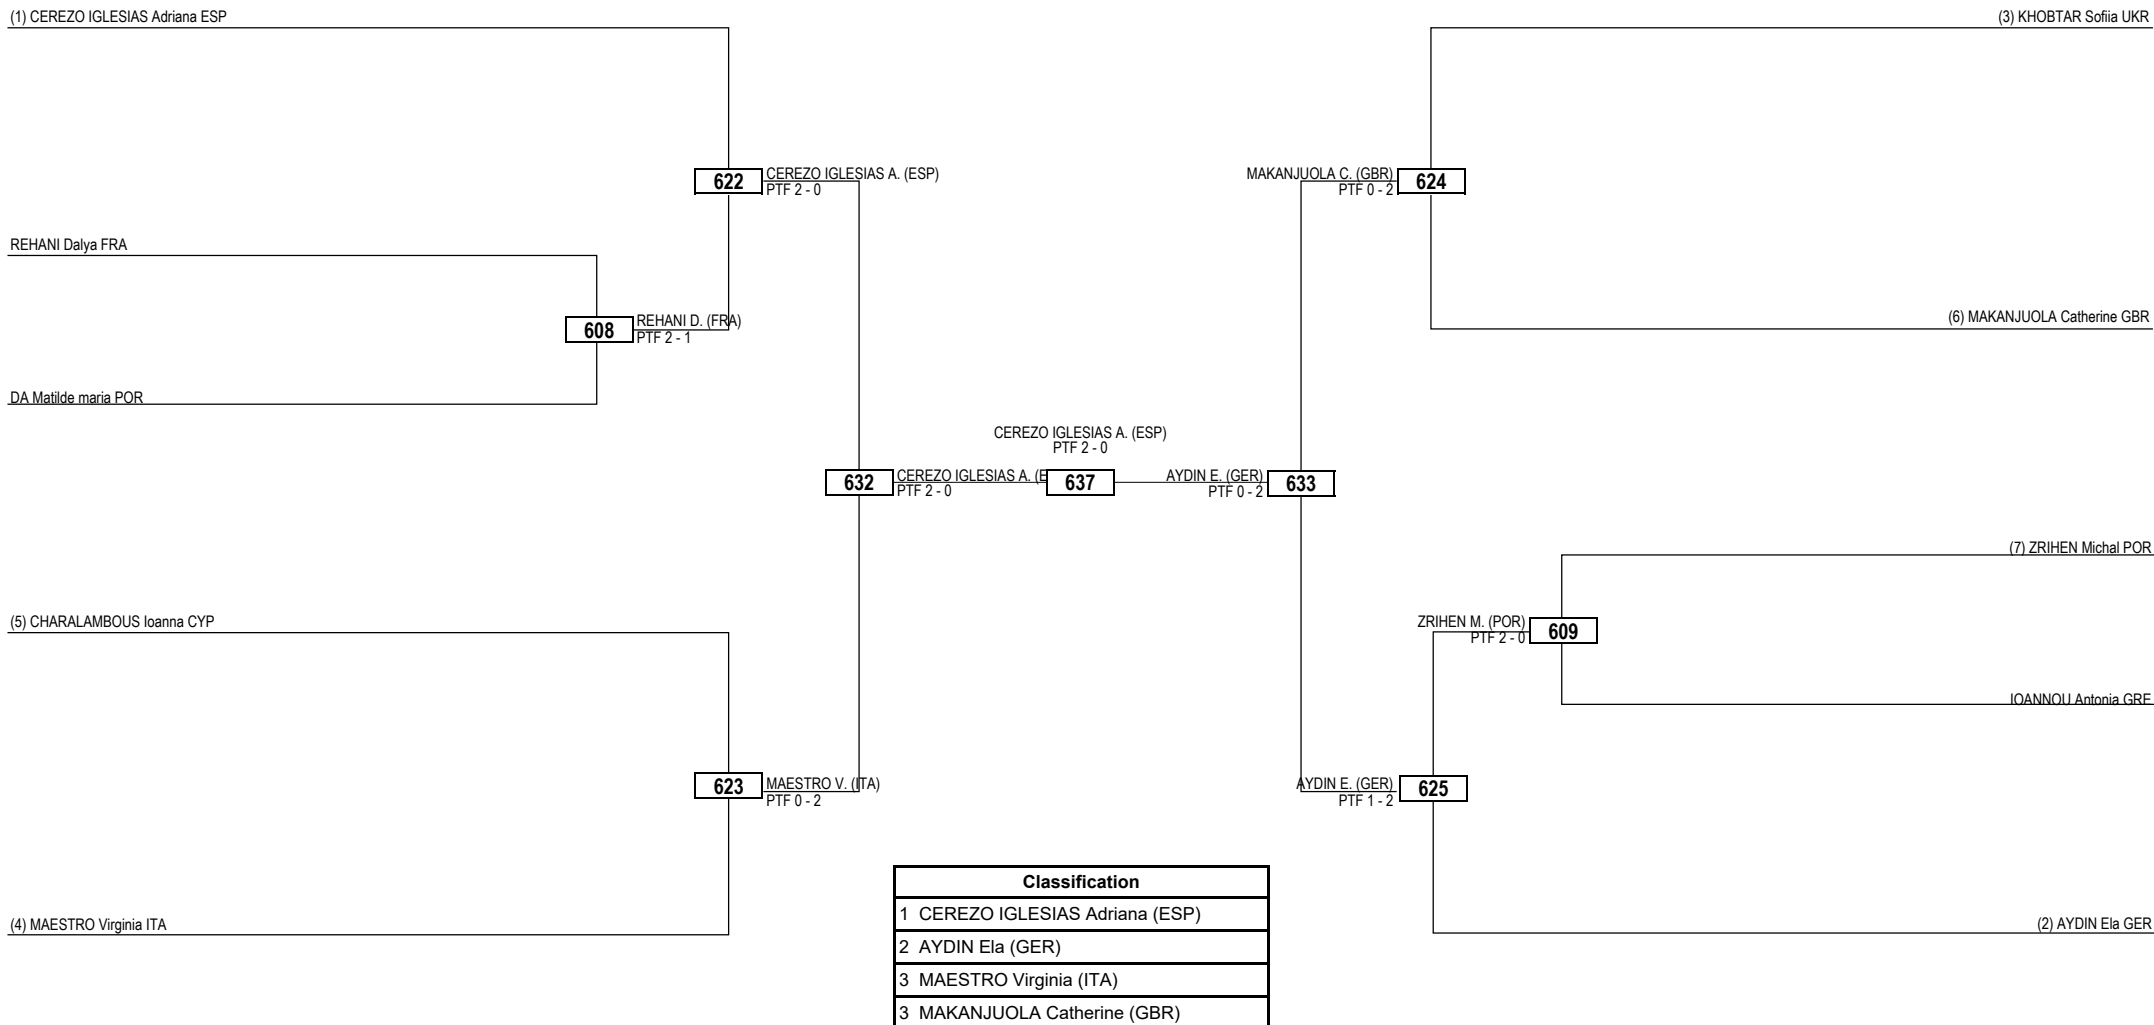 (1) CEREZO IGLESIAS Adriana ESP
(3) KHOBTAR Sofiia UKR
622
CEREZO IGLESIAS A. (ESP)
PTF 2 - 0
MAKANJUOLA C. (GBR)
PTF 0 - 2
624
REHANI Dalya FRA
608
REHANI D. (FRA)
PTF 2 - 1
(6) MAKANJUOLA Catherine GBR
DA Matilde maria POR
CEREZO IGLESIAS A. (ESP)
PTF 2 - 0
632
CEREZO IGLESIAS A. (E
PTF 2 - 0
637
AYDIN E. (GER)
PTF 0 - 2
633
(7) ZRIHEN Michal POR
(5) CHARALAMBOUS Ioanna CYP
ZRIHEN M. (POR)
PTF 2 - 0
609
IOANNOU Antonia GRE
623
MAESTRO V. (ITA)
PTF 0 - 2
AYDIN E. (GER)
PTF 1 - 2
625
(4) MAESTRO Virginia ITA
(2) AYDIN Ela GER
Classification
1 CEREZO IGLESIAS Adriana (ESP)
2 AYDIN Ela (GER)
3 MAESTRO Virginia (ITA)
3 MAKANJUOLA Catherine (GBR)